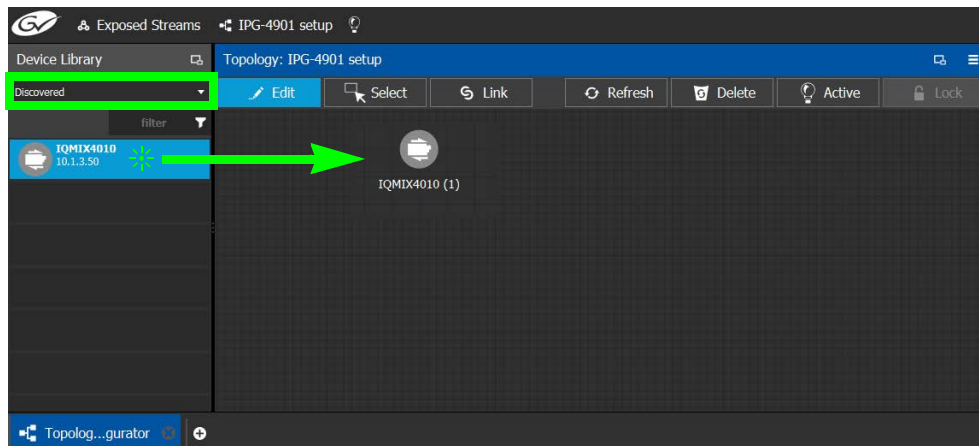 GV Exposed Streams IPG-4901 setup
Device Library
Topology: IPG-4901 setup
Discovered
Edit Select Link Refresh Delete Active Lock
filter
IQMIX4010
10.1.3.50
IQMIX4010 (1)
Topolog...gurator